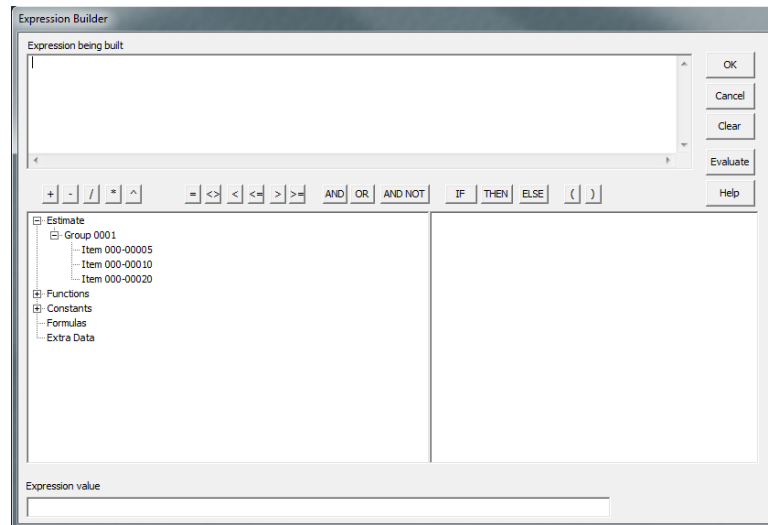 Expression Builder
Expression being built
OK
Cancel
Clear
Evaluate
+ - / * ^ = <> < <= > >= AND OR AND NOT IF THEN ELSE ( ) Help
Estimate
Group 0001
Item 000-00005
Item 000-00010
Item 000-00020
Functions
Constants
Formulas
Extra Data
Expression value